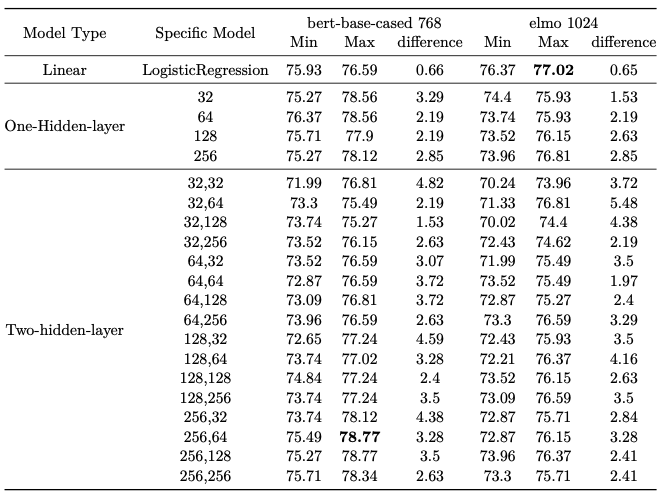 Model Type Specific Model bert-base-cased 768 elmo 1024
Min Max difference Min Max difference
Linear LogisticRegression 75.93 76.59 0.66 76.37 77.02 0.65
One-Hidden-layer 32 75.27 78.56 3.29 74.4 75.93 1.53
64 76.37 78.56 2.19 73.74 75.93 2.19
128 75.71 77.9 2.19 73.52 76.15 2.63
256 75.27 78.12 2.85 73.96 76.81 2.85
Two-hidden-layer 32,32 71.99 76.81 4.82 70.24 73.96 3.72
32,64 73.3 75.49 2.19 71.33 76.81 5.48
32,128 73.74 75.27 1.53 70.02 74.4 4.38
32,256 73.52 76.15 2.63 72.43 74.62 2.19
64,32 73.52 76.59 3.07 71.99 75.49 3.5
64,64 72.87 76.59 3.72 73.52 75.49 1.97
64,128 73.09 76.81 3.72 72.87 75.27 2.4
64,256 73.96 76.59 2.63 73.3 76.59 3.29
128,32 72.65 77.24 4.59 72.43 75.93 3.5
128,64 73.74 77.02 3.28 72.21 76.37 4.16
128,128 74.84 77.24 2.4 73.52 76.15 2.63
128,256 73.74 77.24 3.5 73.09 76.59 3.5
256,32 73.74 78.12 4.38 72.87 75.71 2.84
256,64 75.49 78.77 3.28 72.87 76.15 3.28
256,128 75.27 78.77 3.5 73.96 76.37 2.41
256,256 75.71 78.34 2.63 73.3 75.71 2.41